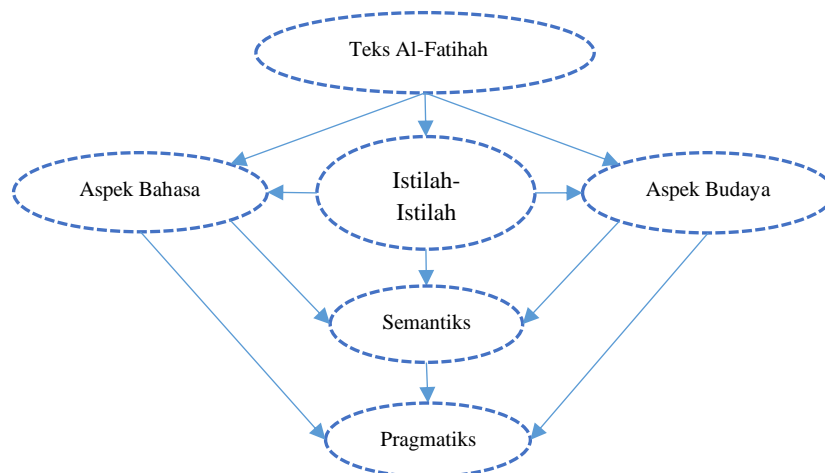 Teks Al-Fatihah
Aspek Bahasa
Istilah-
Istilah
Aspek Budaya
Semantiks
Pragmatiks